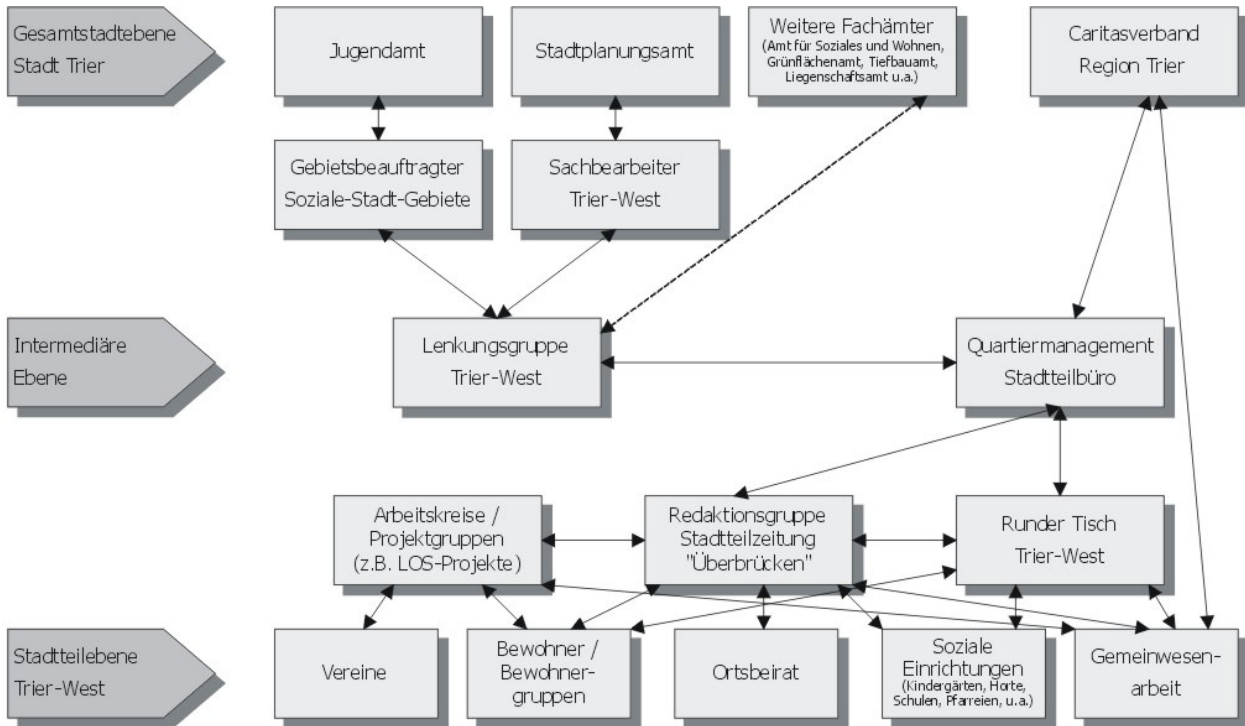 Gesamtstadtebene
Stadt Trier
Jugendamt
Stadtplanungsamt
Weitere Fachämter
(Amt für Soziales und Wohnen,
Grünflächenamt, Tiefbauamt,
Liegenschaftsamt u.a.)
Caritasverband
Region Trier
Gebietsbeauftragter
Soziale-Stadt-Gebiete
Sachbearbeiter
Trier-West
Intermediäre
Ebene
Lenkungsgruppe
Trier-West
Quartiermanagement
Stadtteilbüro
Arbeitskreise /
Projektgruppen
(z.B. LOS-Projekte)
Redaktionsgruppe
Stadtteilzeitung
"Überbrücken"
Runder Tisch
Trier-West
Stadtteilebene
Trier-West
Vereine
Bewohner /
Bewohner-
gruppen
Ortsbeirat
Soziale
Einrichtungen
(Kindergärten, Horte,
Schulen, Pfarreien, u.a.)
Gemeinwesen-
arbeit